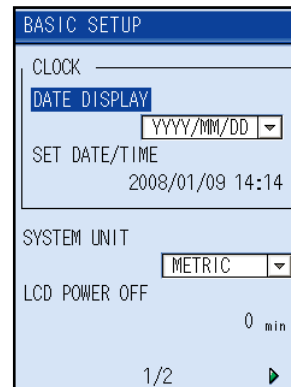 BASIC SETUP
CLOCK
DATE DISPLAY
YYYY/MM/DD
SET DATE/TIME
2008/01/09 14:14
SYSTEM UNIT
METRIC
LCD POWER OFF
0 min
1/2